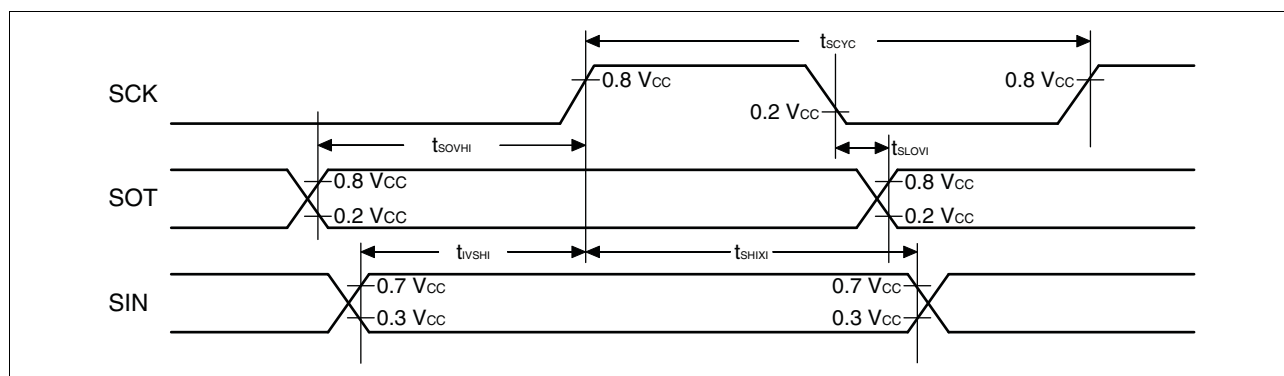 tSCYC
SCK
0.8 VCC
0.8 VCC
0.2 VCC
tSOVHI
tSLOVI
SOT
0.8 VCC
0.8 VCC
0.2 VCC
0.2 VCC
tIVSHI
tSHIXI
SIN
0.7 VCC
0.7 VCC
0.3 VCC
0.3 VCC